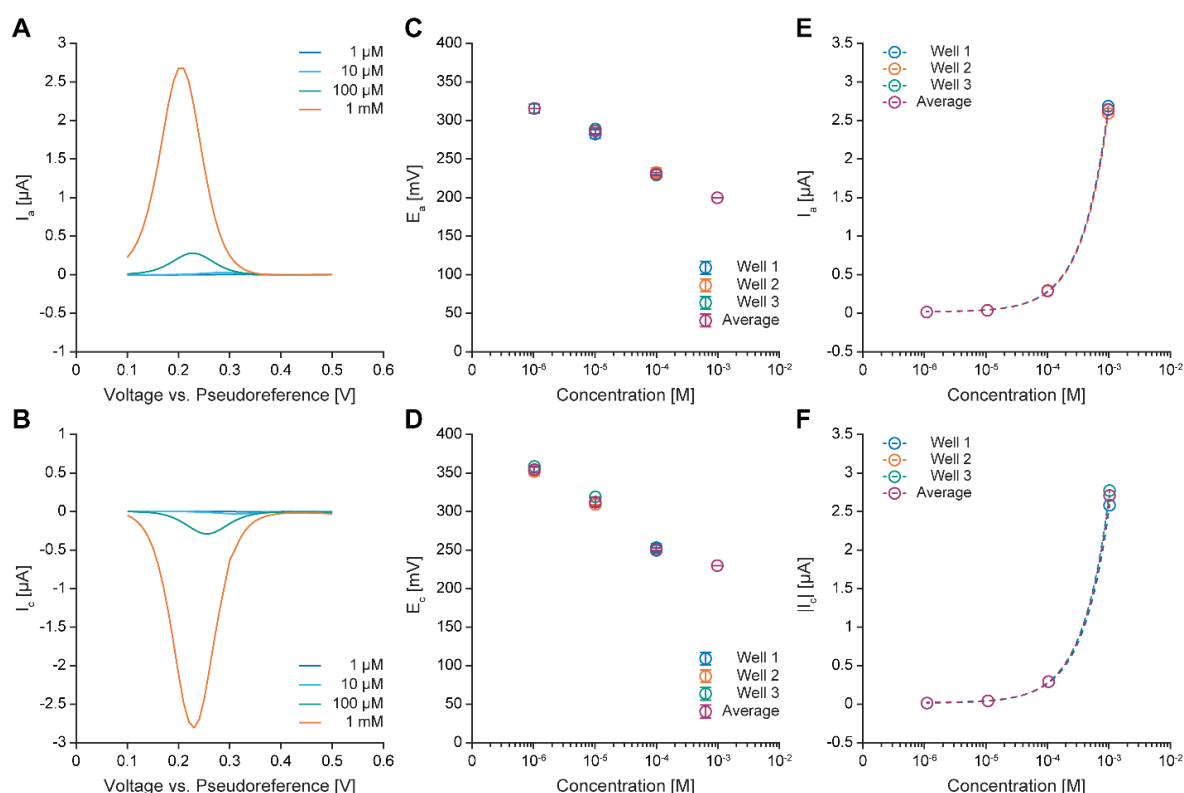 A
3
2.5
2
1.5
1
0.5
0
-0.5
-1
I_a [µA]
1 µM
10 µM
100 µM
1 mM
0 0.1 0.2 0.3 0.4 0.5 0.6
Voltage vs. Pseudoreference [V]
C
400
350
300
250
200
150
100
50
0
E_a [mV]
Well 1
Well 2
Well 3
Average
0 10^-6 10^-5 10^-4 10^-3 10^-2
Concentration [M]
E
3.5
3
2.5
2
1.5
1
0.5
0
-0.5
I_a [µA]
Well 1
Well 2
Well 3
Average
0 10^-6 10^-5 10^-4 10^-3 10^-2
Concentration [M]
B
1
0.5
0
-0.5
-1
-1.5
-2
-2.5
-3
I_c [µA]
1 µM
10 µM
100 µM
1 mM
0 0.1 0.2 0.3 0.4 0.5 0.6
Voltage vs. Pseudoreference [V]
D
400
350
300
250
200
150
100
50
0
E_c [mV]
Well 1
Well 2
Well 3
Average
0 10^-6 10^-5 10^-4 10^-3 10^-2
Concentration [M]
F
3.5
3
2.5
2
1.5
1
0.5
0
-0.5
|I_c| [µA]
Well 1
Well 2
Well 3
Average
0 10^-6 10^-5 10^-4 10^-3 10^-2
Concentration [M]